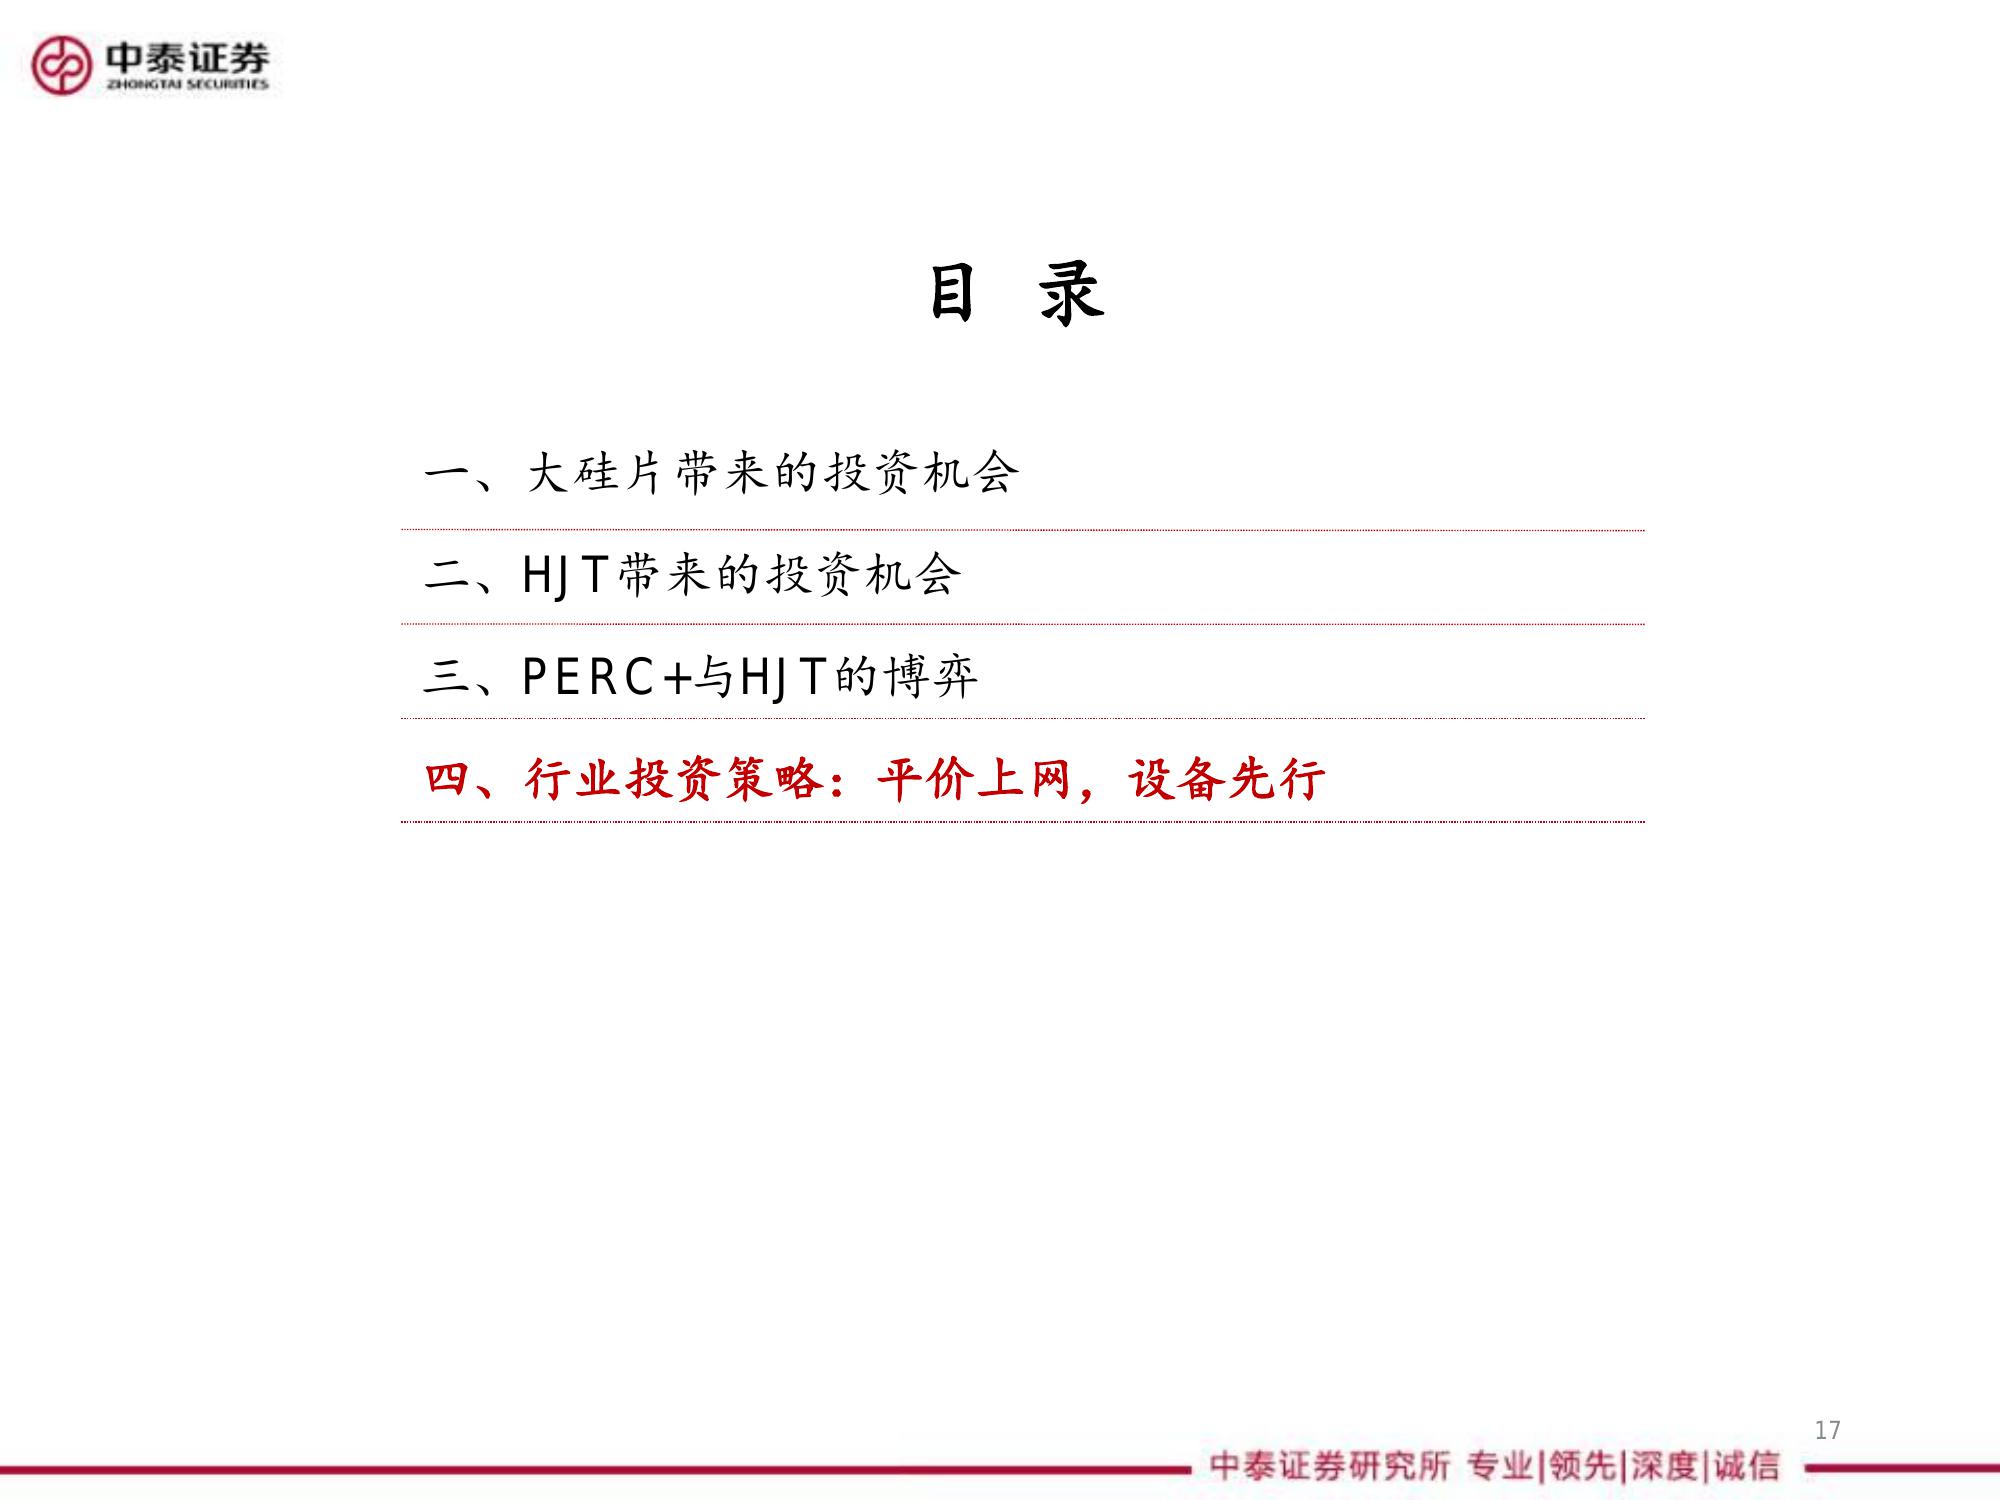 中泰证券
ZHONGTAI SECURITIES
目 录
一、大硅片带来的投资机会
二、HJT带来的投资机会
三、PERC+与HJT的博弈
四、行业投资策略：平价上网，设备先行
17
中泰证券研究所 专业|领先|深度|诚信